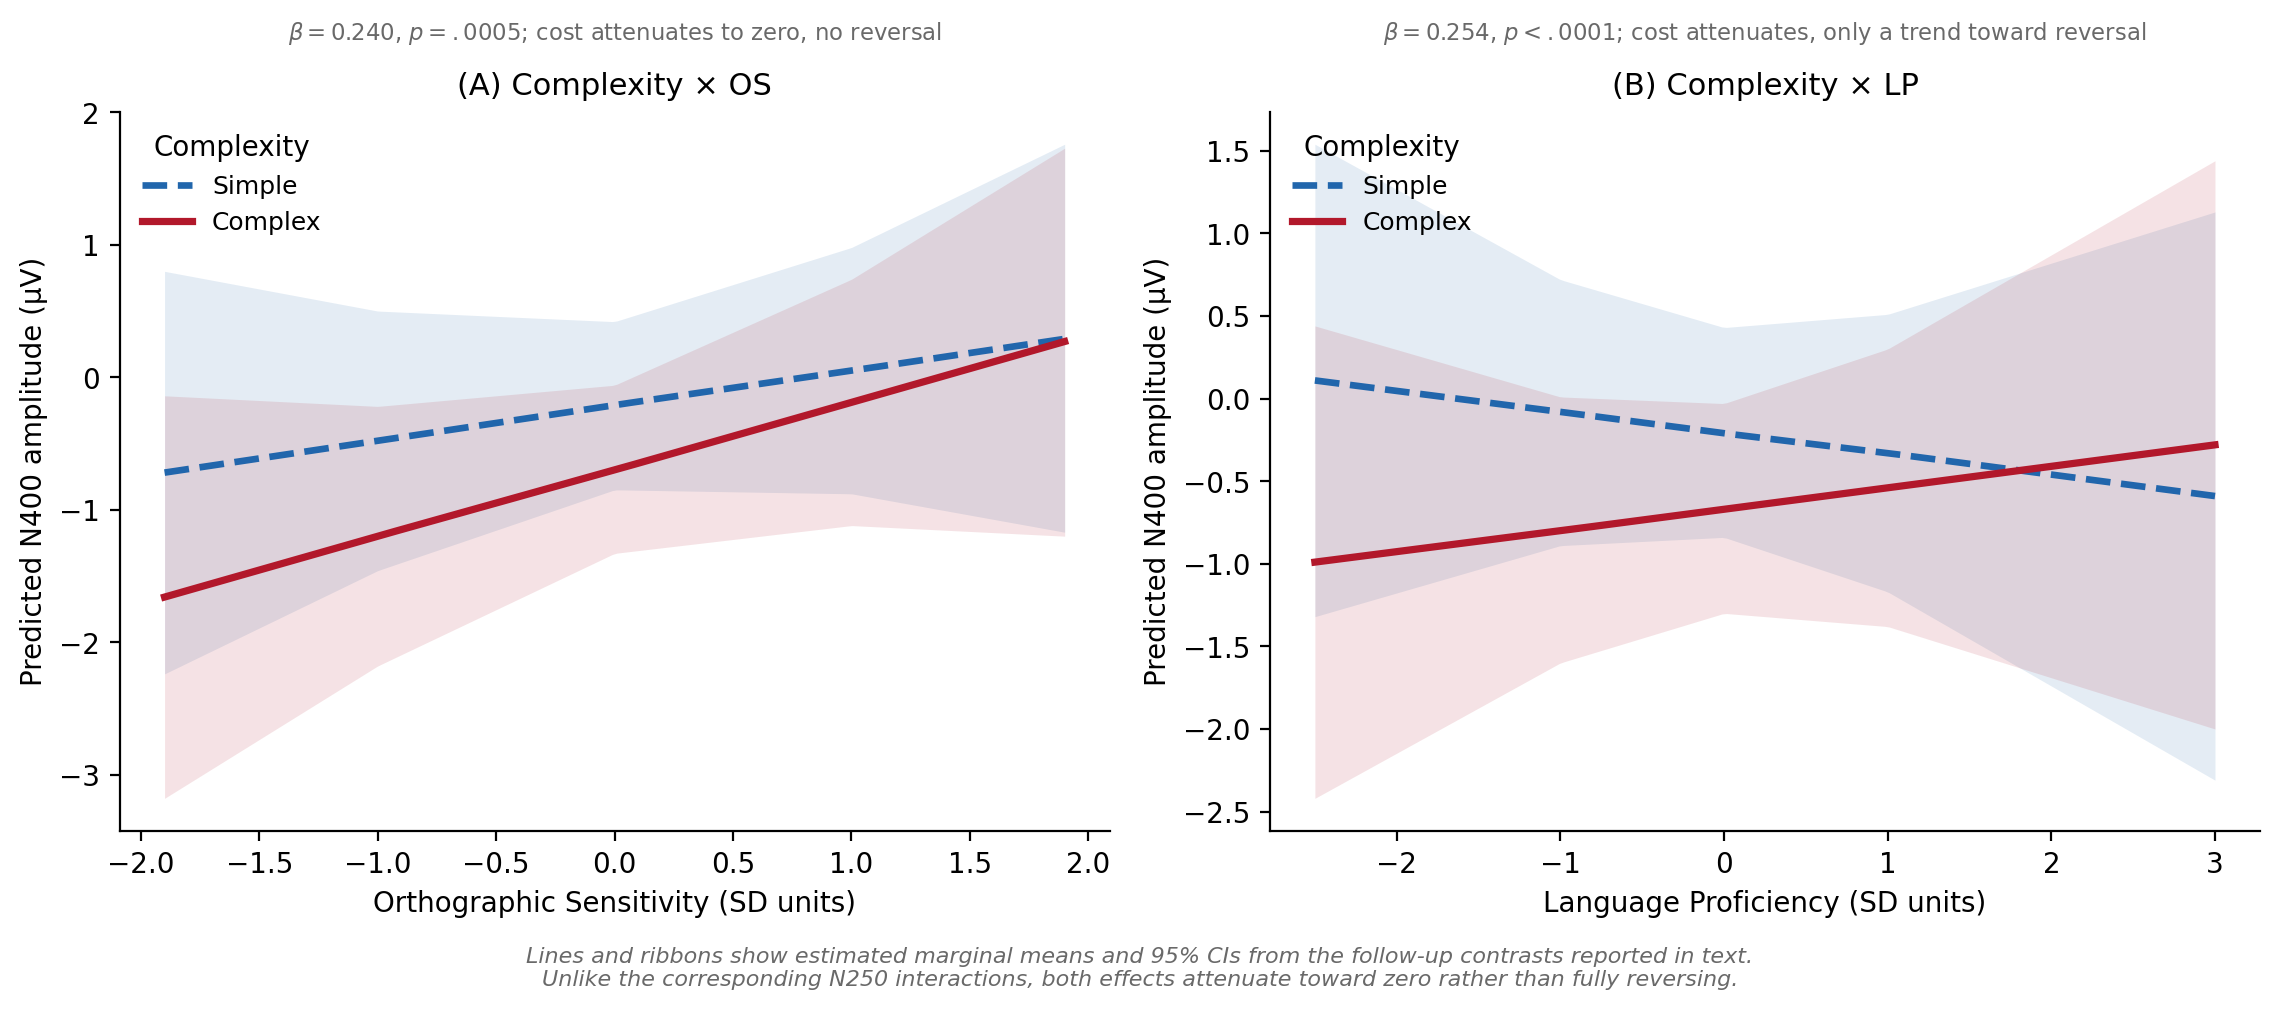 β = 0.240, p = .0005; cost attenuates to zero, no reversal
(A) Complexity × OS
Complexity
Simple
Complex
Predicted N400 amplitude (μV)
2
1
0
−1
−2
−3
−2.0 −1.5 −1.0 −0.5 0.0 0.5 1.0 1.5 2.0
Orthographic Sensitivity (SD units)
β = 0.254, p < .0001; cost attenuates, only a trend toward reversal
(B) Complexity × LP
Complexity
Simple
Complex
Predicted N400 amplitude (μV)
1.5
1.0
0.5
0.0
−0.5
−1.0
−1.5
−2.0
−2.5
−2 −1 0 1 2 3
Language Proficiency (SD units)
Lines and ribbons show estimated marginal means and 95% CIs from the follow-up contrasts reported in text.
Unlike the corresponding N250 interactions, both effects attenuate toward zero rather than fully reversing.